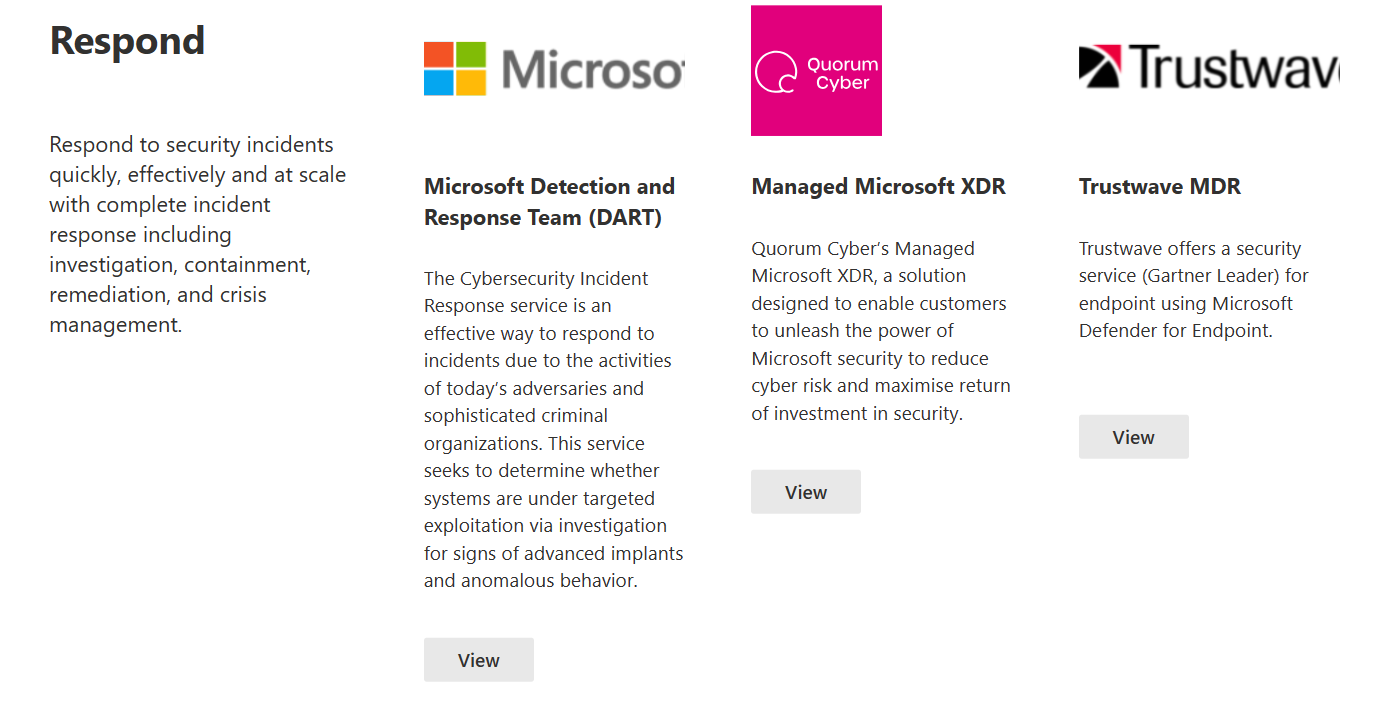 Respond
Respond to security incidents
quickly, effectively and at scale
with complete incident
response including
investigation, containment,
remediation, and crisis
management.
Microso
Microsoft Detection and
Response Team (DART)
The Cybersecurity Incident
Response service is an
effective way to respond to
incidents due to the activities
of today’s adversaries and
sophisticated criminal
organizations. This service
seeks to determine whether
systems are under targeted
exploitation via investigation
for signs of advanced implants
and anomalous behavior.
View
Quorum
Cyber
Managed Microsoft XDR
Quorum Cyber’s Managed
Microsoft XDR, a solution
designed to enable customers
to unleash the power of
Microsoft security to reduce
cyber risk and maximise return
of investment in security.
View
Trustwav
Trustwave MDR
Trustwave offers a security
service (Gartner Leader) for
endpoint using Microsoft
Defender for Endpoint.
View